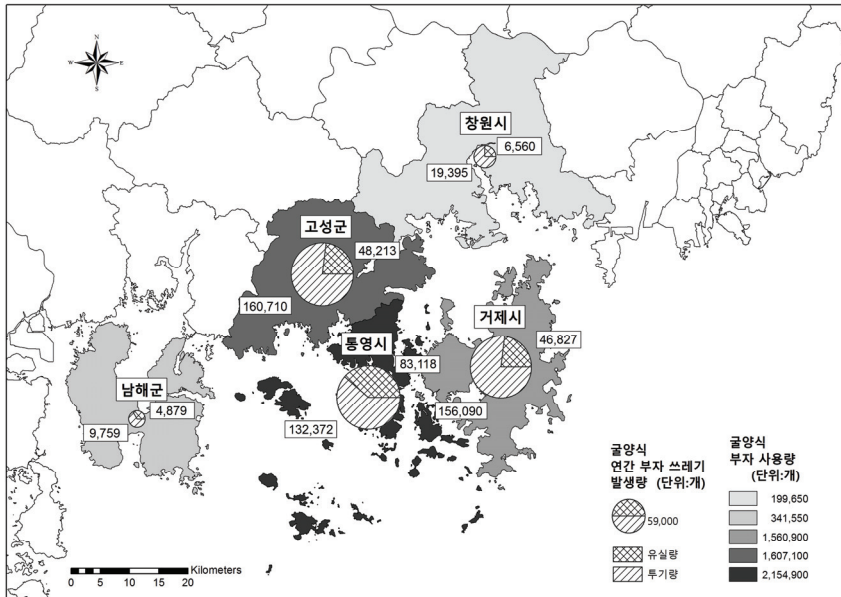 N
W
E
S
창원시
6,560
19,395
고성군
48,213
160,710
거제시
46,827
통영시
83,118
156,090
132,372
남해군
4,879
9,759
굴양식
연간 부자 쓰레기
발생량 (단위:개)
59,000
유실량
투기량
굴양식
부자 사용량
(단위:개)
199,650
341,550
1,560,900
1,607,100
2,154,900
Kilometers
0 5 10 20